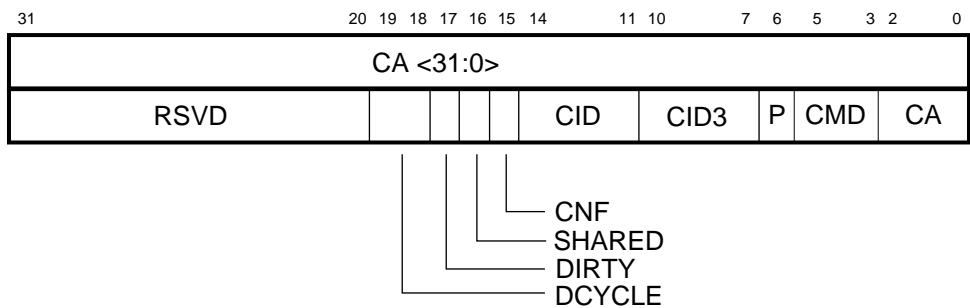 31 20 19 18 17 16 15 14 11 10 7 6 5 3 2 0
CA <31:0>
RSVD CID CID3 P CMD CA
CNF
SHARED
DIRTY
DCYCLE